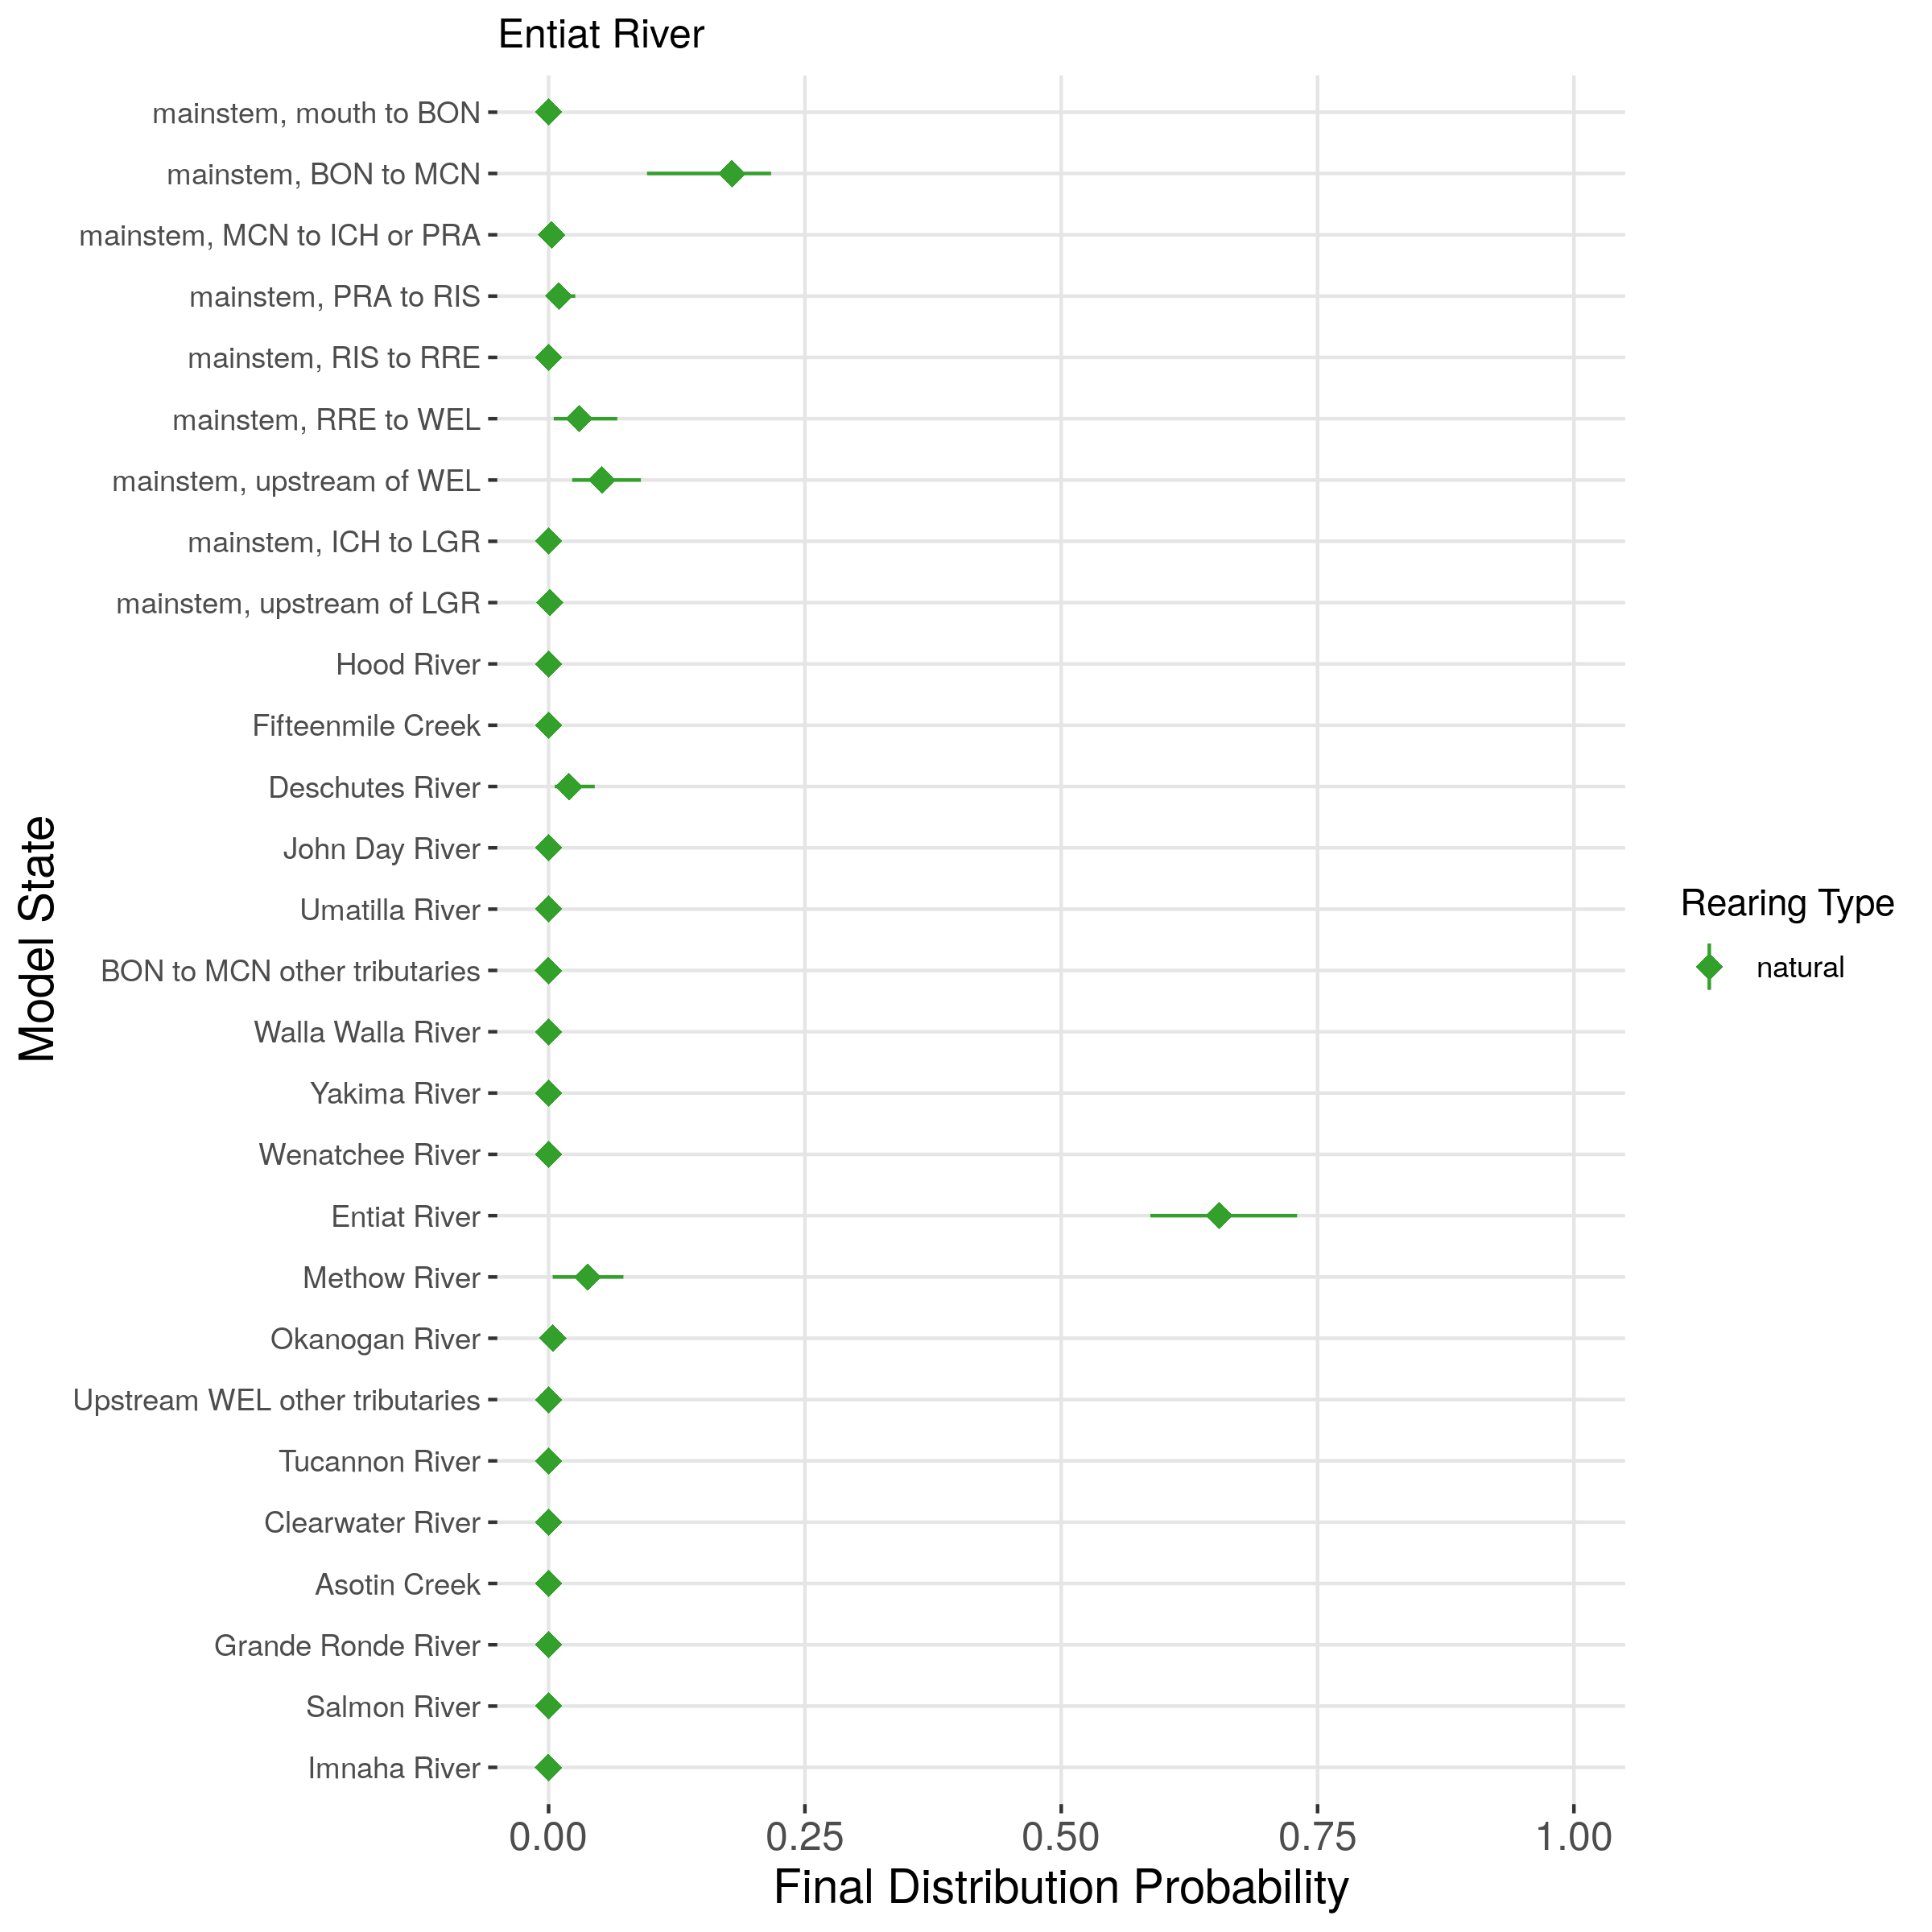 Entiat River
mainstem, mouth to BON
mainstem, BON to MCN
mainstem, MCN to ICH or PRA
mainstem, PRA to RIS
mainstem, RIS to RRE
mainstem, RRE to WEL
mainstem, upstream of WEL
mainstem, ICH to LGR
mainstem, upstream of LGR
Hood River
Fifteenmile Creek
Deschutes River
John Day River
Umatilla River
BON to MCN other tributaries
Walla Walla River
Yakima River
Wenatchee River
Entiat River
Methow River
Okanogan River
Upstream WEL other tributaries
Tucannon River
Clearwater River
Asotin Creek
Grande Ronde River
Salmon River
Imnaha River
Model State
0.00 0.25 0.50 0.75 1.00
Final Distribution Probability
Rearing Type
natural